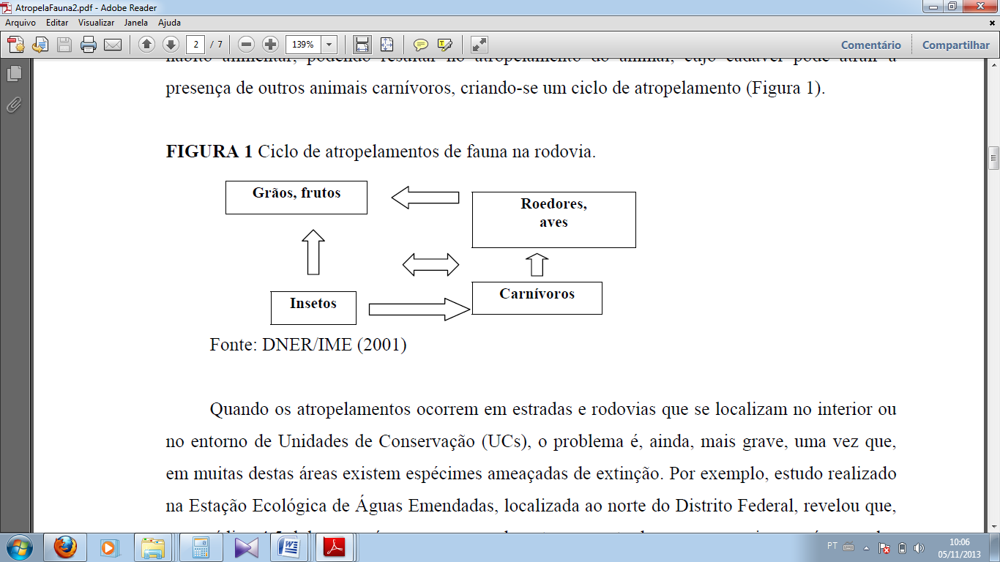 AtropelaFauna2.pdf - Adobe Reader
Arquivo Editar Visualizar Janela Ajuda
2 / 7 139% Comentário Compartilhar
presença de outros animais carnívoros, criando-se um ciclo de atropelamento (Figura 1).
FIGURA 1 Ciclo de atropelamentos de fauna na rodovia.
Grãos, frutos
Roedores,
aves
Insetos
Carnívoros
Fonte: DNER/IME (2001)
Quando os atropelamentos ocorrem em estradas e rodovias que se localizam no interior ou
no entorno de Unidades de Conservação (UCs), o problema é, ainda, mais grave, uma vez que,
em muitas destas áreas existem espécimes ameaçadas de extinção. Por exemplo, estudo realizado
na Estação Ecológica de Águas Emendadas, localizada ao norte do Distrito Federal, revelou que,
PT
10:06
05/11/2013